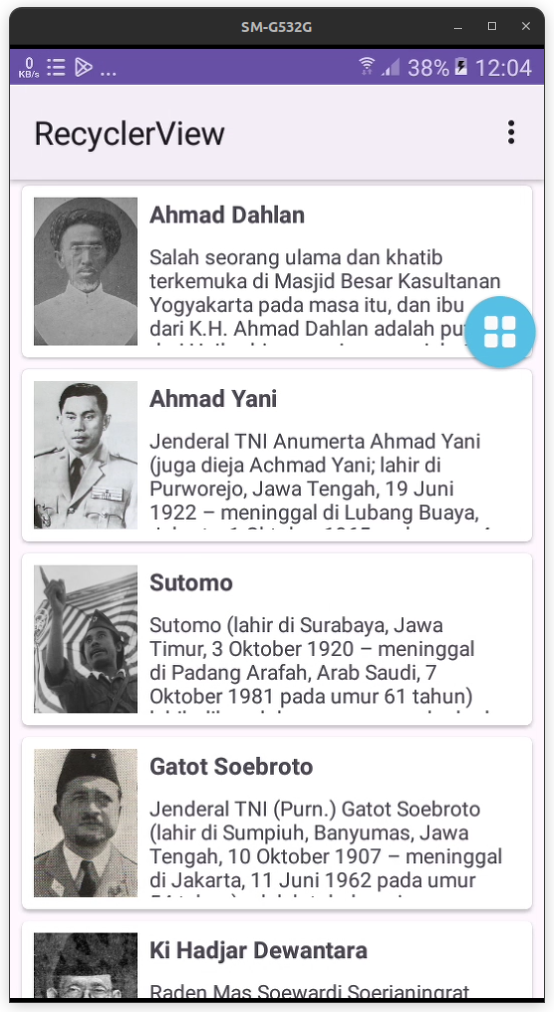 SM-G532G
0
KB/s
... 38% 12:04
RecyclerView
Ahmad Dahlan
Salah seorang ulama dan khatib
terkemuka di Masjid Besar Kasultanan
Yogyakarta pada masa itu, dan ibu
dari K.H. Ahmad Dahlan adalah
Ahmad Yani
Jenderal TNI Anumerta Ahmad Yani
(juga dieja Achmad Yani; lahir di
Purworejo, Jawa Tengah, 19 Juni
1922 – meninggal di Lubang Buaya,
Sutomo
Sutomo (lahir di Surabaya, Jawa
Timur, 3 Oktober 1920 – meninggal
di Padang Arafah, Arab Saudi, 7
Oktober 1981 pada umur 61 tahun)
Gatot Soebroto
Jenderal TNI (Purn.) Gatot Soebroto
(lahir di Sumpiuh, Banyumas, Jawa
Tengah, 10 Oktober 1907 – meninggal
di Jakarta, 11 Juni 1962 pada umur
Ki Hadjar Dewantara
Raden Mas Soewardi Soerjaningrat